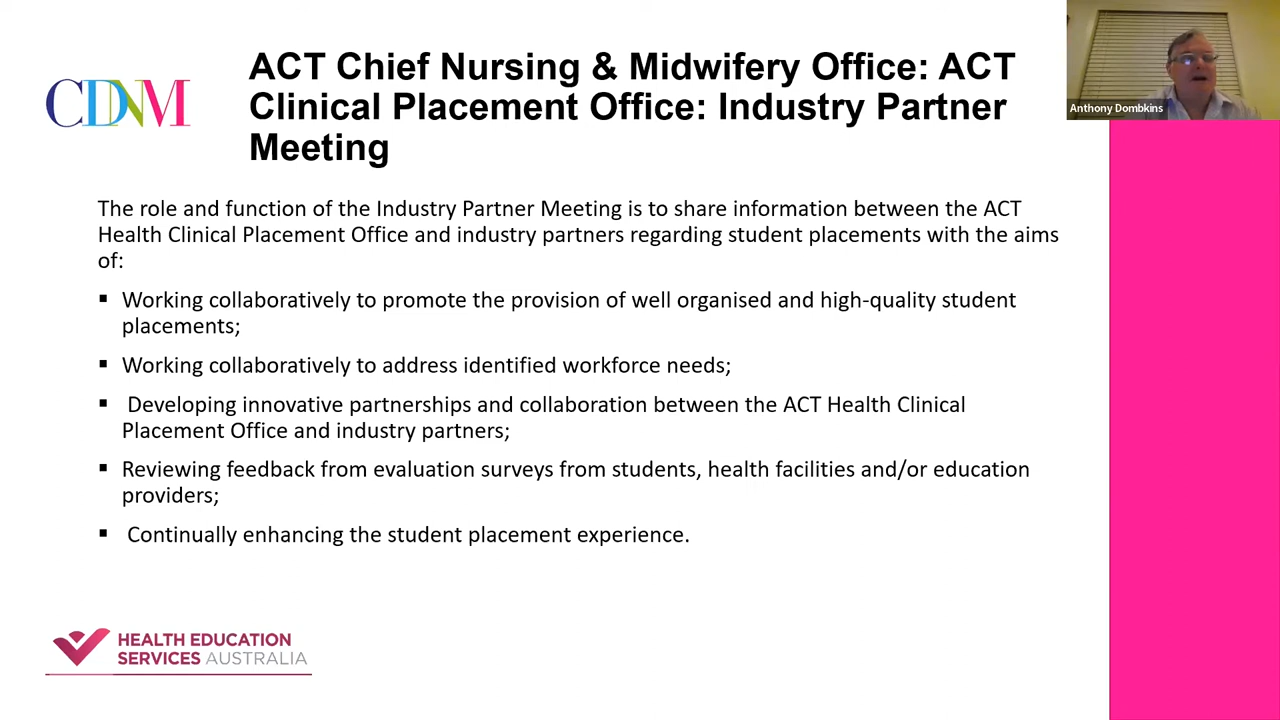 CDNM
ACT Chief Nursing & Midwifery Office: ACT
Clinical Placement Office: Industry Partner
Meeting
Anthony Dombkins
The role and function of the Industry Partner Meeting is to share information between the ACT
Health Clinical Placement Office and industry partners regarding student placements with the aims
of:
▪ Working collaboratively to promote the provision of well organised and high-quality student
placements;
▪ Working collaboratively to address identified workforce needs;
▪ Developing innovative partnerships and collaboration between the ACT Health Clinical
Placement Office and industry partners;
▪ Reviewing feedback from evaluation surveys from students, health facilities and/or education
providers;
▪ Continually enhancing the student placement experience.
HEALTH EDUCATION
SERVICES AUSTRALIA